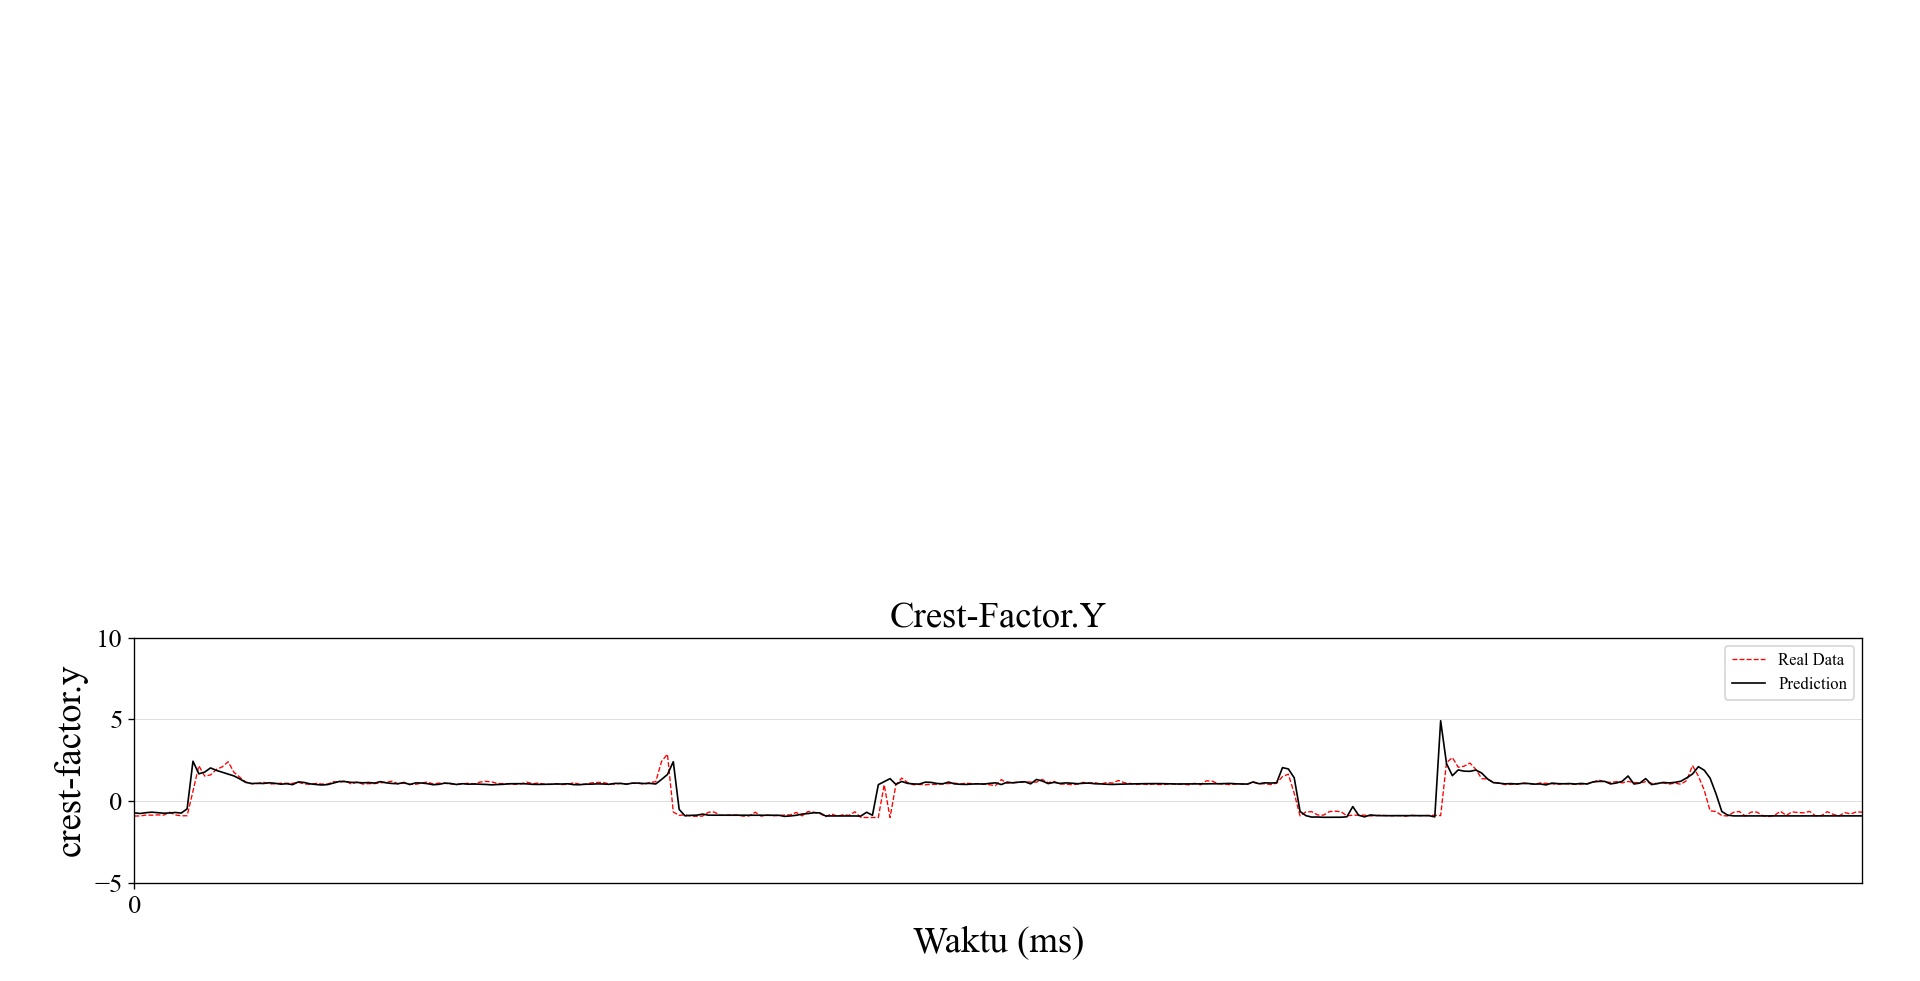 Crest-Factor.Y
crest-factor.y
10
5
0
−5
0
Real Data
Prediction
Waktu (ms)